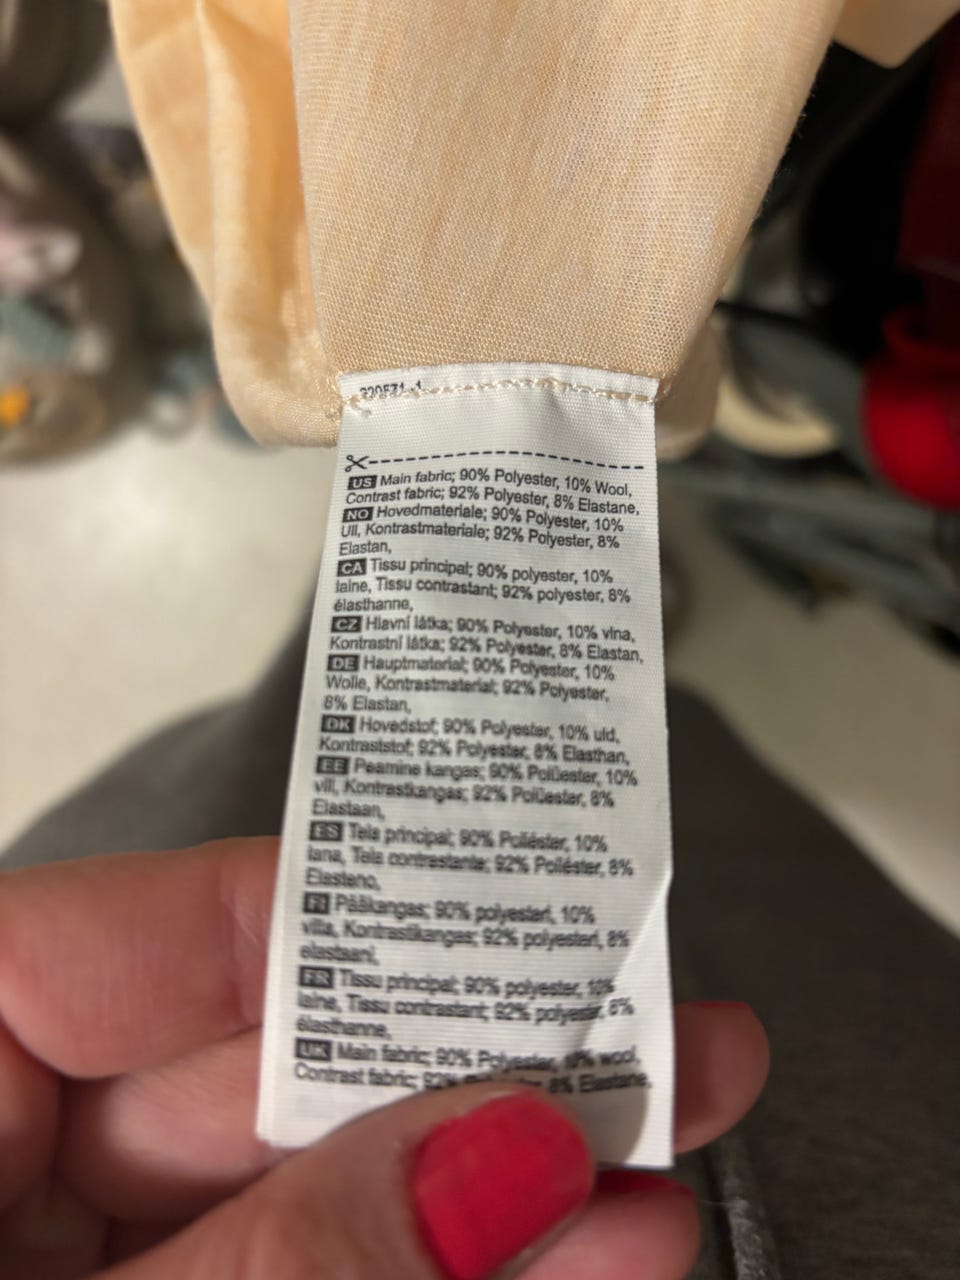 US Main fabric; 90% Polyester, 10% Wool,
Contrast fabric; 92% Polyester, 8% Elastane,
NO Hovedmateriale; 90% Polyester, 10%
Ull, Kontrastmateriale; 92% Polyester, 8%
Elastan,
CA Tissu principal; 90% polyester, 10%
laine, Tissu contrastant; 92% polyester, 8%
élasthanne,
CZ Hlavní látka; 90% Polyester, 10% vlna,
Kontrastní látka; 92% Polyester, 8% Elastan,
DE Hauptmaterial; 90% Polyester, 10%
Wolle, Kontrastmaterial; 92% Polyester,
8% Elastan,
DK Hovedstof; 90% Polyester, 10% uld,
Kontraststof; 92% Polyester, 8% Elasthan,
EE Peamine kangas; 90% Polüester, 10%
vill, Kontrastkangas; 92% Polüester, 8%
Elastaan,
ES Tela principal; 90% Poliéster, 10%
lana, Tela contrastante; 92% Poliéster, 8%
Elasteno,
FI Pääkangas; 90% polyesteri, 10%
villa, Kontrastikangas; 92% polyesteri, 8%
elastaani,
FR Tissu principal; 90% polyester, 10%
laine, Tissu contrastant; 92% polyester, 8%
élasthanne,
UK Main fabric; 90% Polyester, 10% wool,
Contrast fabric; 92% 8% Elastane,